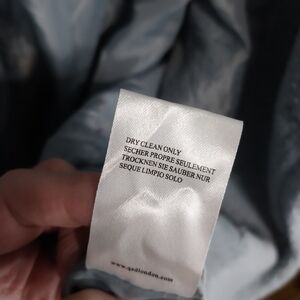 DRY CLEAN ONLY
SECHER PROPRE SEULEMENT
TROCKNEN SIE SAUBER NUR
SEQUE LIMPIO SOLO
www.qedlondon.com